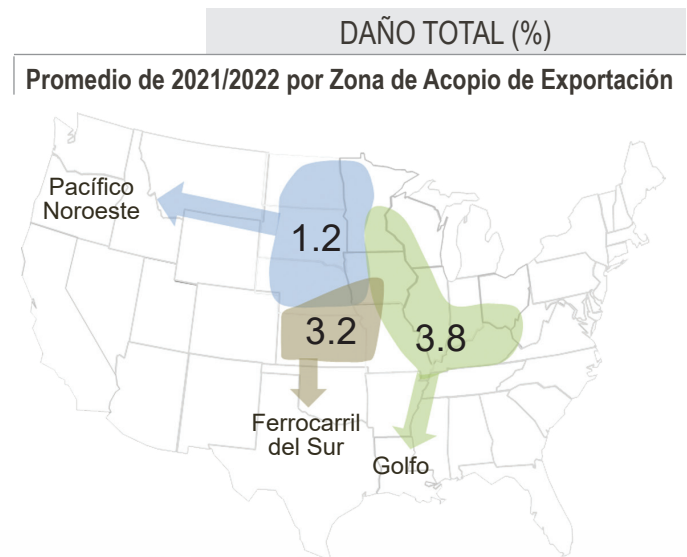 DAÑO TOTAL (%)
Promedio de 2021/2022 por Zona de Acopio de Exportación
Pacífico
Noroeste
1.2
3.2
3.8
Ferrocarril
del Sur
Golfo